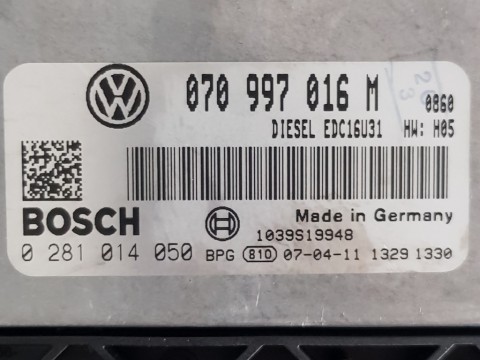 070 997 016 M 0860
DIESEL EDC16U31 HW: H05
BOSCH
Made in Germany
1039S19948
0 281 014 050 BPG 810 07-04-11 1329 1330